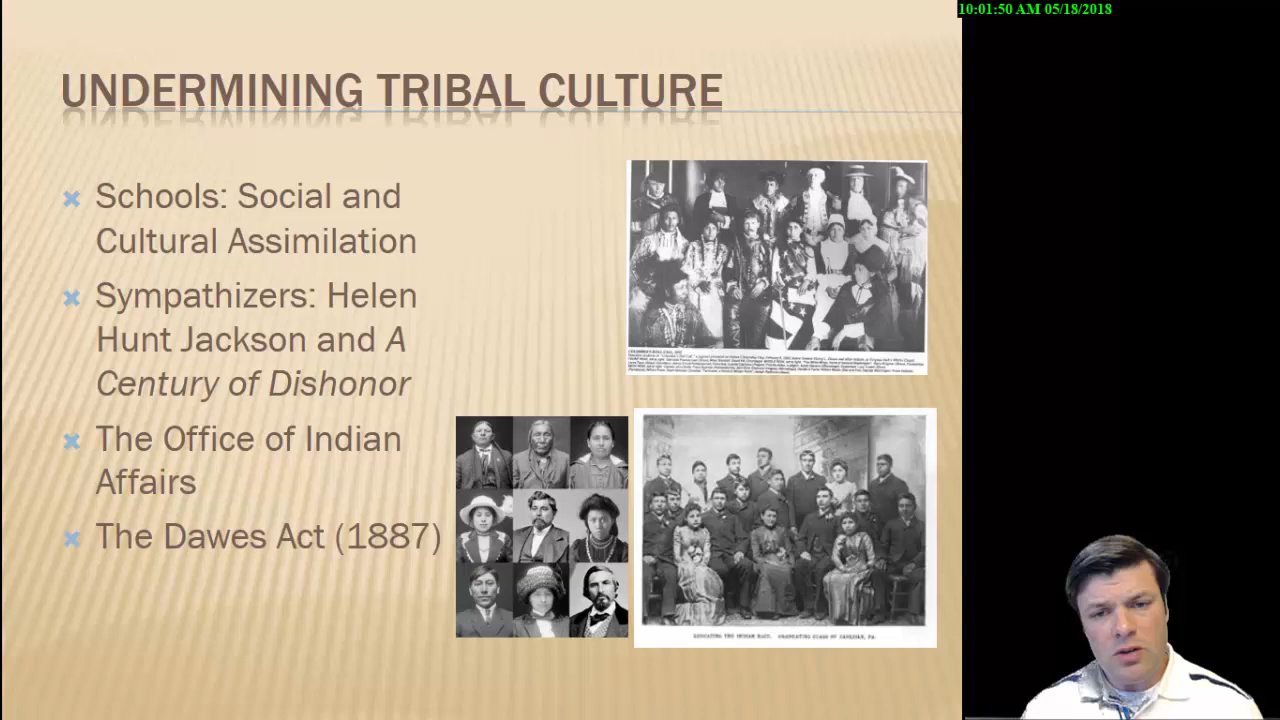 10:01:50 AM 05/18/2018
UNDERMINING TRIBAL CULTURE
Schools: Social and
Cultural Assimilation
Sympathizers: Helen
Hunt Jackson and A
Century of Dishonor
The Office of Indian
Affairs
The Dawes Act (1887)
EDUCATING THE INDIAN RACE. GRADUATING CLASS OF CARLISLE, PA.